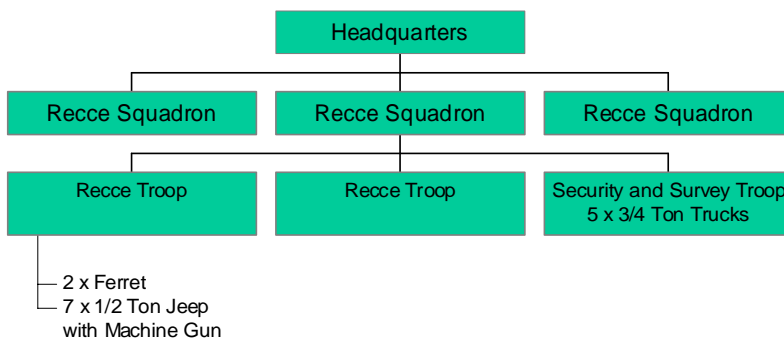 Headquarters
Recce Squadron
Recce Squadron
Recce Squadron
Recce Troop
Recce Troop
Security and Survey Troop
5 x 3/4 Ton Trucks
2 x Ferret
7 x 1/2 Ton Jeep
with Machine Gun